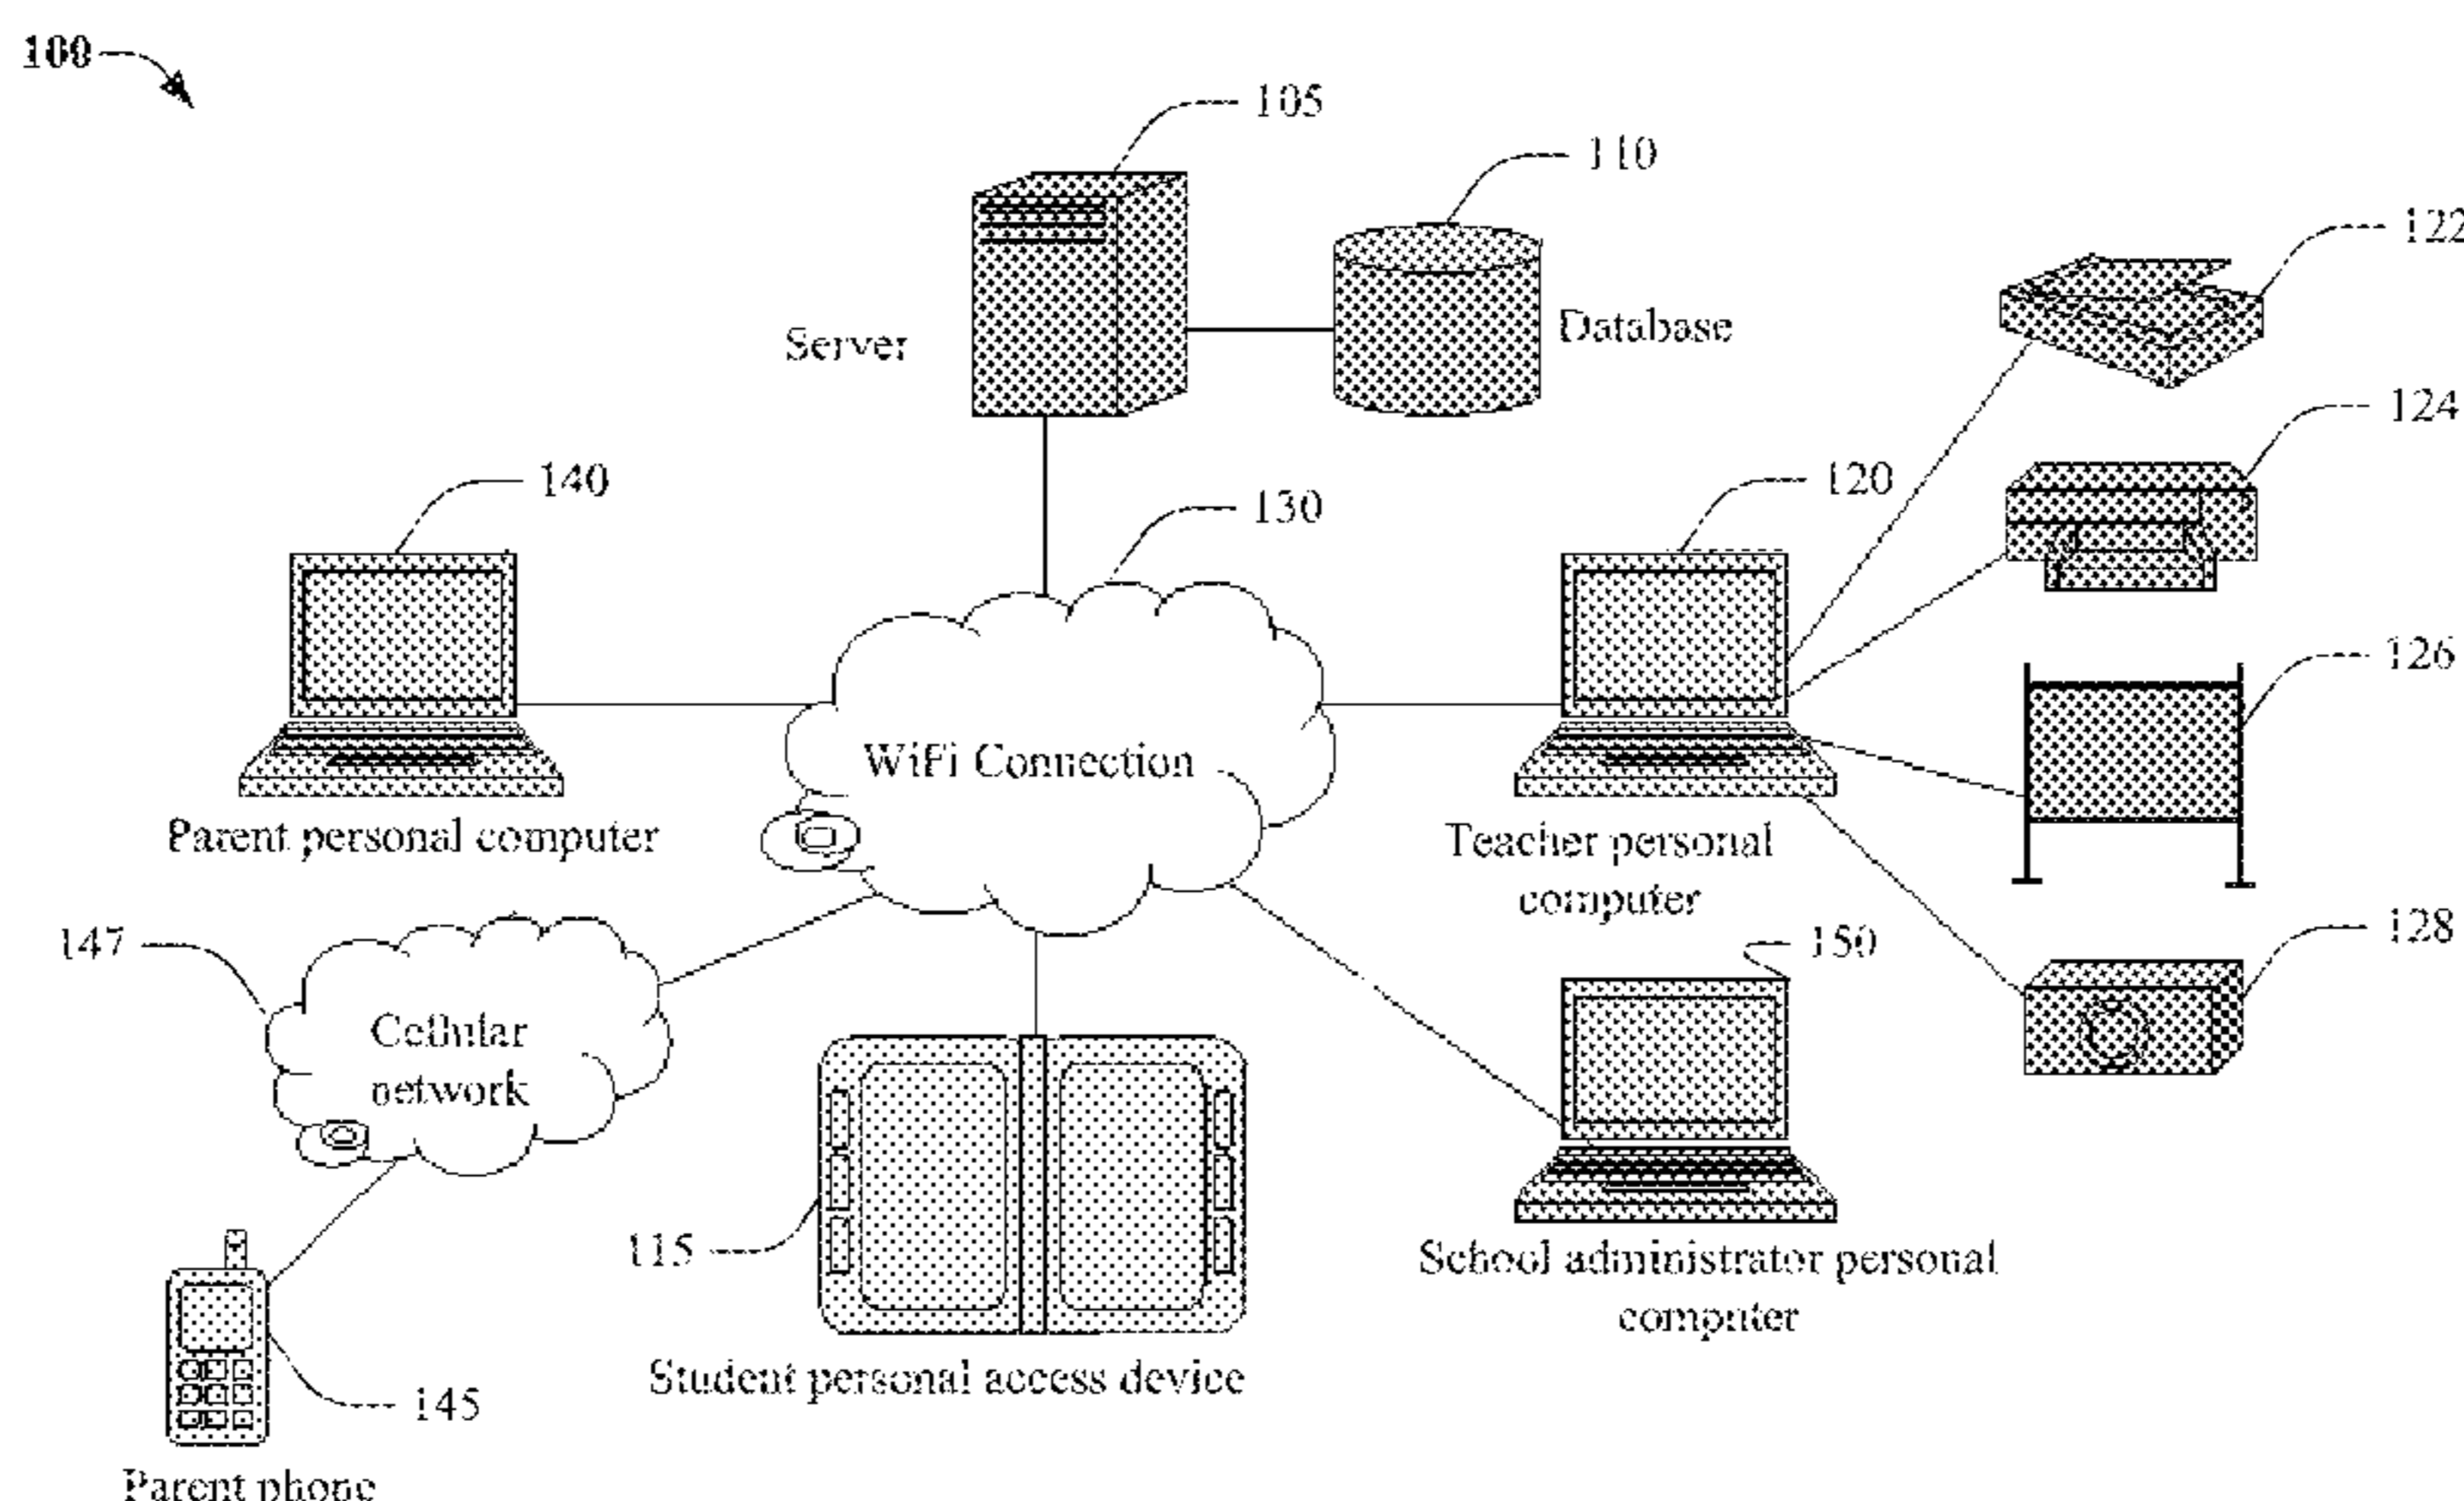 100
105
110
122
Server
Database
124
140
130
120
126
WiFi Connection
Parent personal computer
Teacher personal
computer
147
150
128
Cellular
network
115
School administrator personal
computer
Student personal access device
145
Parent phone